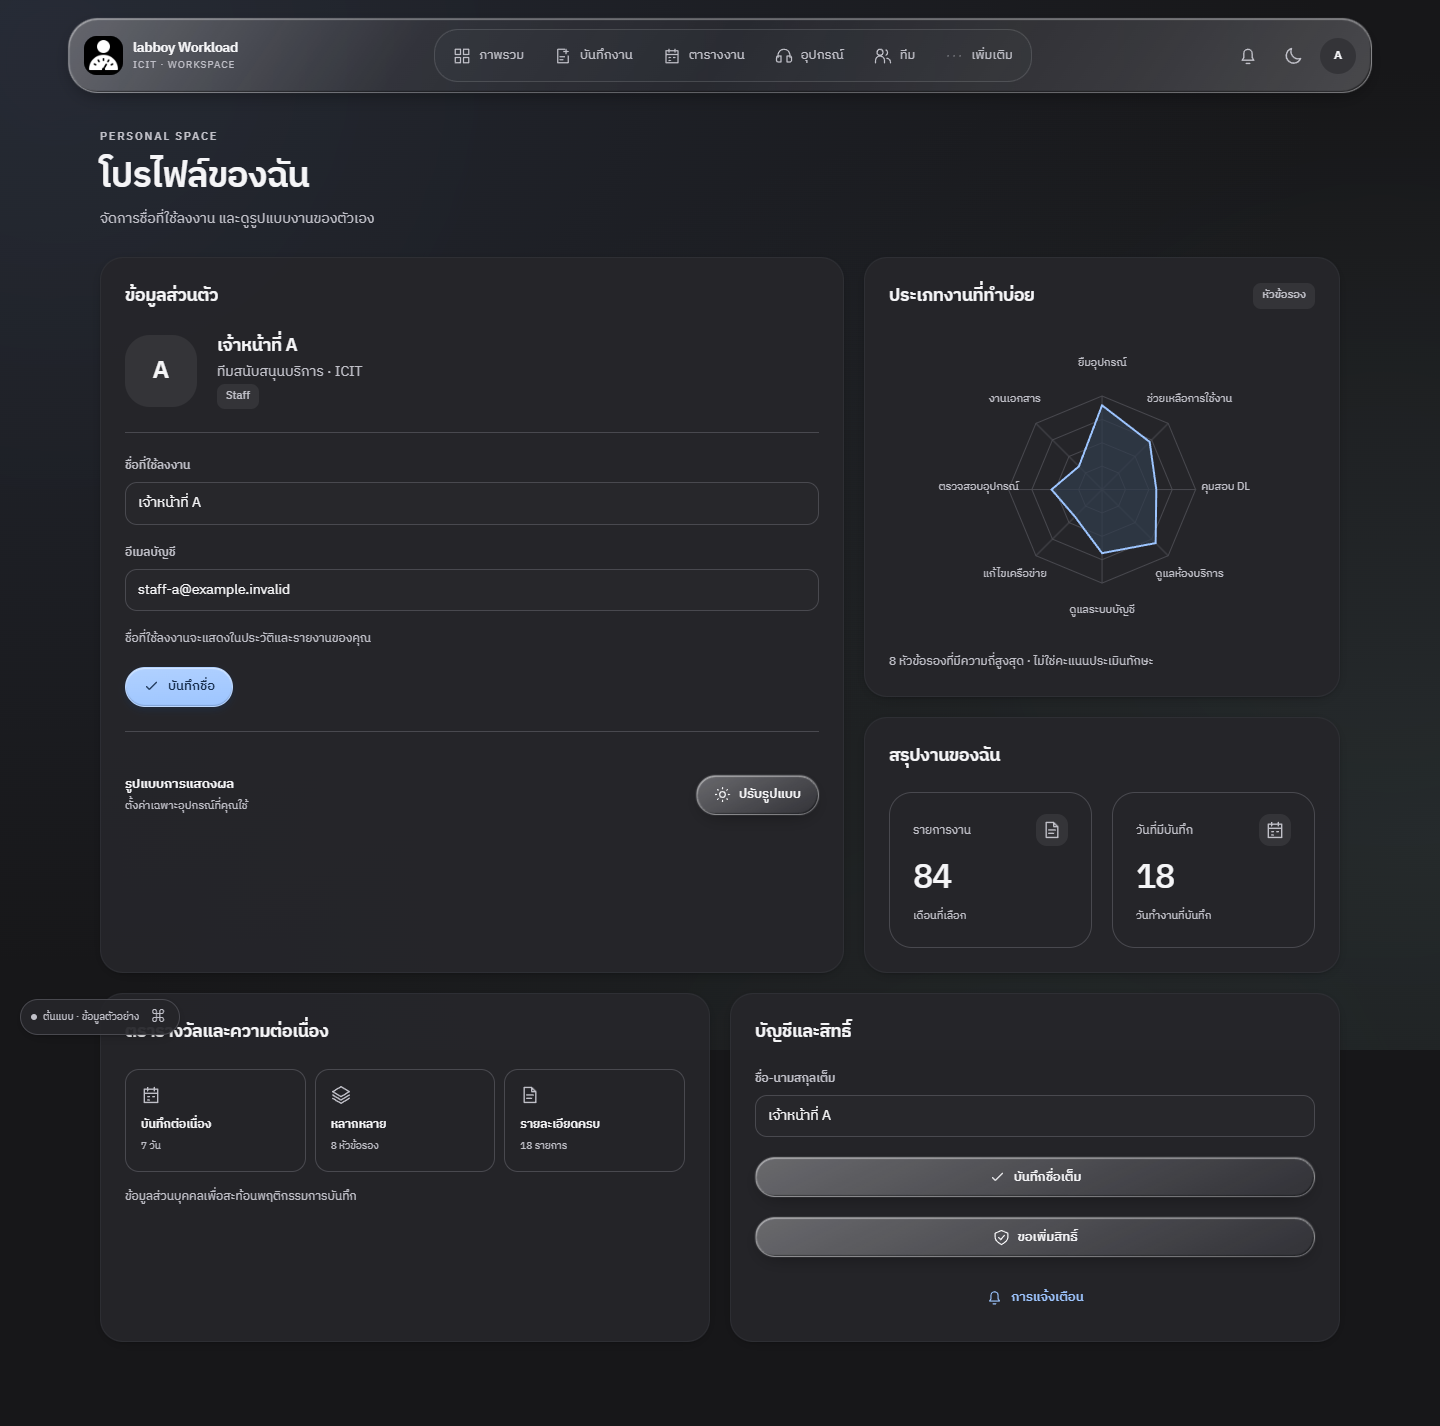 labboy Workload
ICIT · WORKSPACE
ภาพรวม
บันทึกงาน
ตารางงาน
อุปกรณ์
ทีม
เพิ่มเติม
A
PERSONAL SPACE
โปรไฟล์ของฉัน
จัดการชื่อที่ใช้ลงงาน และดูรูปแบบงานของตัวเอง
ข้อมูลส่วนตัว
A
เจ้าหน้าที่ A
ทีมสนับสนุนบริการ · ICIT
Staff
ชื่อที่ใช้ลงงาน
เจ้าหน้าที่ A
อีเมลบัญชี
staff-a@example.invalid
ชื่อที่ใช้ลงงานจะแสดงในประวัติและรายงานของคุณ
บันทึกชื่อ
รูปแบบการแสดงผล
ตั้งค่าเฉพาะอุปกรณ์ที่คุณใช้
ปรับรูปแบบ
ประเภทงานที่ทำบ่อย
หัวข้อรอง
ยืมอุปกรณ์
งานเอกสาร
ช่วยเหลือการใช้งาน
ตรวจสอบอุปกรณ์
คุมสอบ DL
แก้ไขเครือข่าย
ดูแลห้องบริการ
ดูแลระบบบัญชี
8 หัวข้อรองที่มีความถี่สูงสุด · ไม่ใช่คะแนนประเมินทักษะ
สรุปงานของฉัน
รายการงาน
84
เดือนที่เลือก
วันที่มีบันทึก
18
วันทำงานที่บันทึก
ต้นแบบ · ข้อมูลตัวอย่าง
ตรารางวัลและความต่อเนื่อง
บันทึกต่อเนื่อง
7 วัน
หลากหลาย
8 หัวข้อรอง
รายละเอียดครบ
18 รายการ
ข้อมูลส่วนบุคคลเพื่อสะท้อนพฤติกรรมการบันทึก
บัญชีและสิทธิ์
ชื่อ-นามสกุลเต็ม
เจ้าหน้าที่ A
บันทึกชื่อเต็ม
ขอเพิ่มสิทธิ์
การแจ้งเตือน